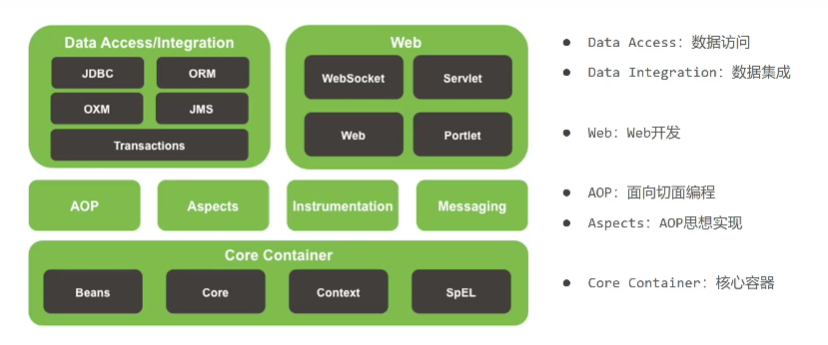 Data Access/Integration
JDBC
ORM
OXM
JMS
Transactions
Web
WebSocket
Servlet
Web
Portlet
AOP
Aspects
Instrumentation
Messaging
Core Container
Beans
Core
Context
SpEL
● Data Access：数据访问
● Data Integration：数据集成
● Web：Web开发
● AOP：面向切面编程
● Aspects：AOP思想实现
● Core Container：核心容器